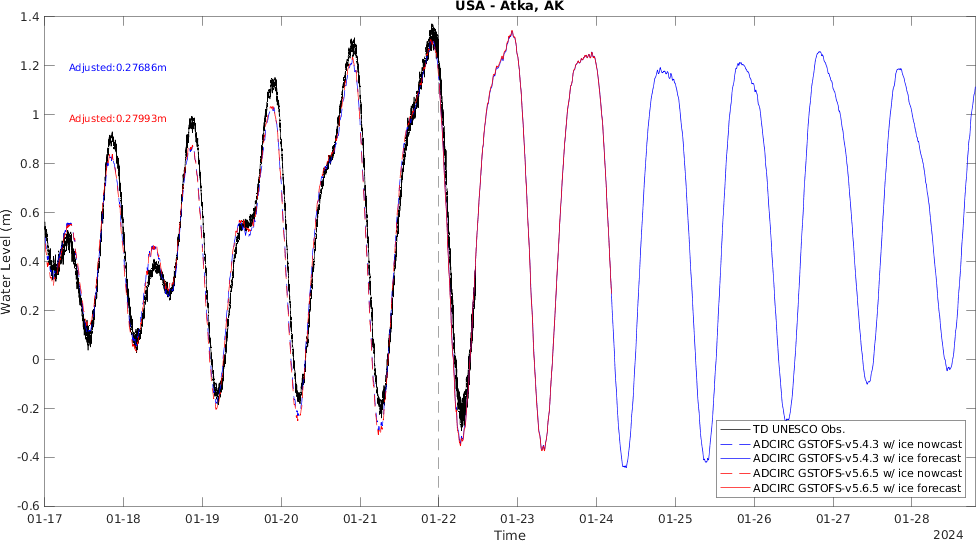 USA - Atka, AK
1.4
1.2
1
0.8
0.6
0.4
0.2
0
-0.2
-0.4
-0.6
Water Level (m)
Adjusted:0.27686m
Adjusted:0.27993m
TD UNESCO Obs.
ADCIRC GSTOFS-v5.4.3 w/ ice nowcast
ADCIRC GSTOFS-v5.4.3 w/ ice forecast
ADCIRC GSTOFS-v5.6.5 w/ ice nowcast
ADCIRC GSTOFS-v5.6.5 w/ ice forecast
01-17 01-18 01-19 01-20 01-21 01-22 01-23 01-24 01-25 01-26 01-27 01-28
Time
2024